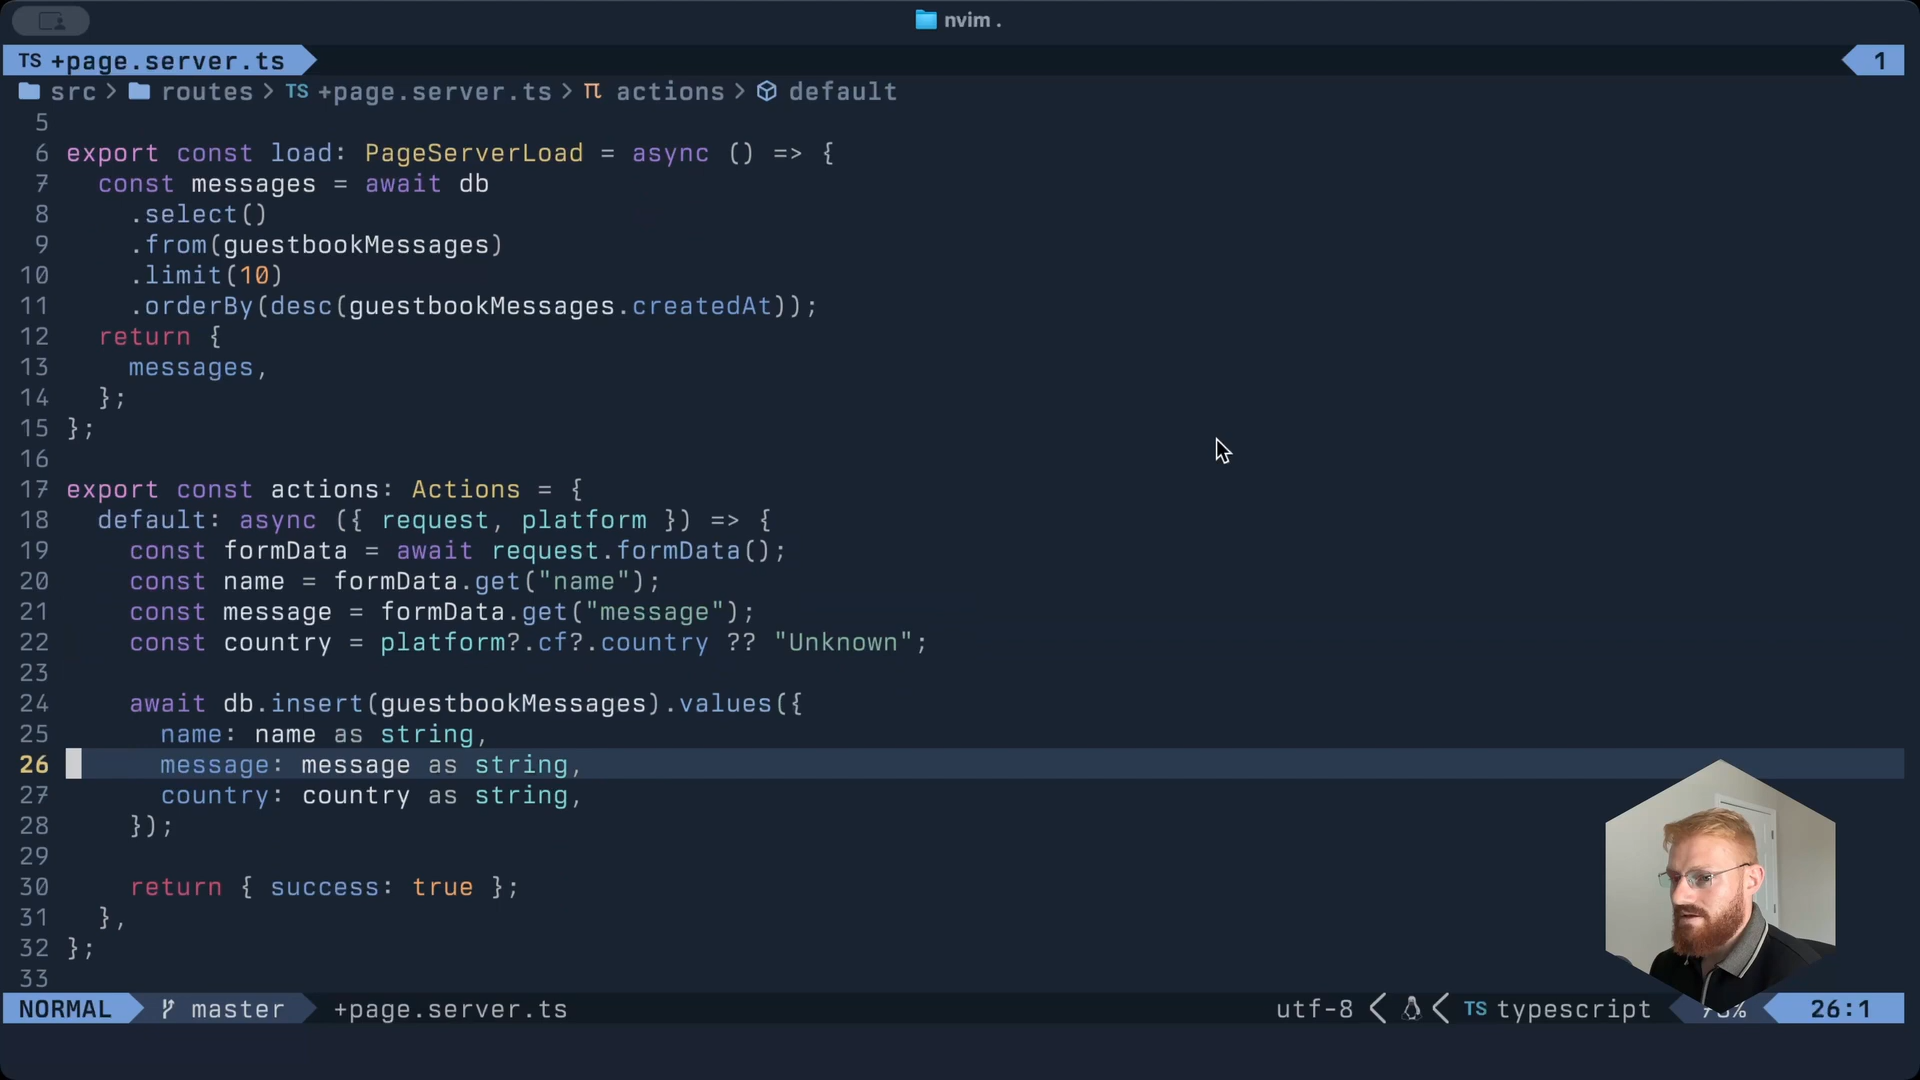 nvim .
TS +page.server.ts
1
src > routes > TS +page.server.ts > π actions > default
5
6 export const load: PageServerLoad = async () => {
7   const messages = await db
8     .select()
9     .from(guestbookMessages)
10     .limit(10)
11     .orderBy(desc(guestbookMessages.createdAt));
12   return {
13     messages,
14   };
15 };
16
17 export const actions: Actions = {
18   default: async ({ request, platform }) => {
19     const formData = await request.formData();
20     const name = formData.get("name");
21     const message = formData.get("message");
22     const country = platform?.cf?.country ?? "Unknown";
23
24     await db.insert(guestbookMessages).values({
25       name: name as string,
26       message: message as string,
27       country: country as string,
28     });
29
30     return { success: true };
31   },
32 };
33
NORMAL master +page.server.ts utf-8 < < TS typescript 26:1